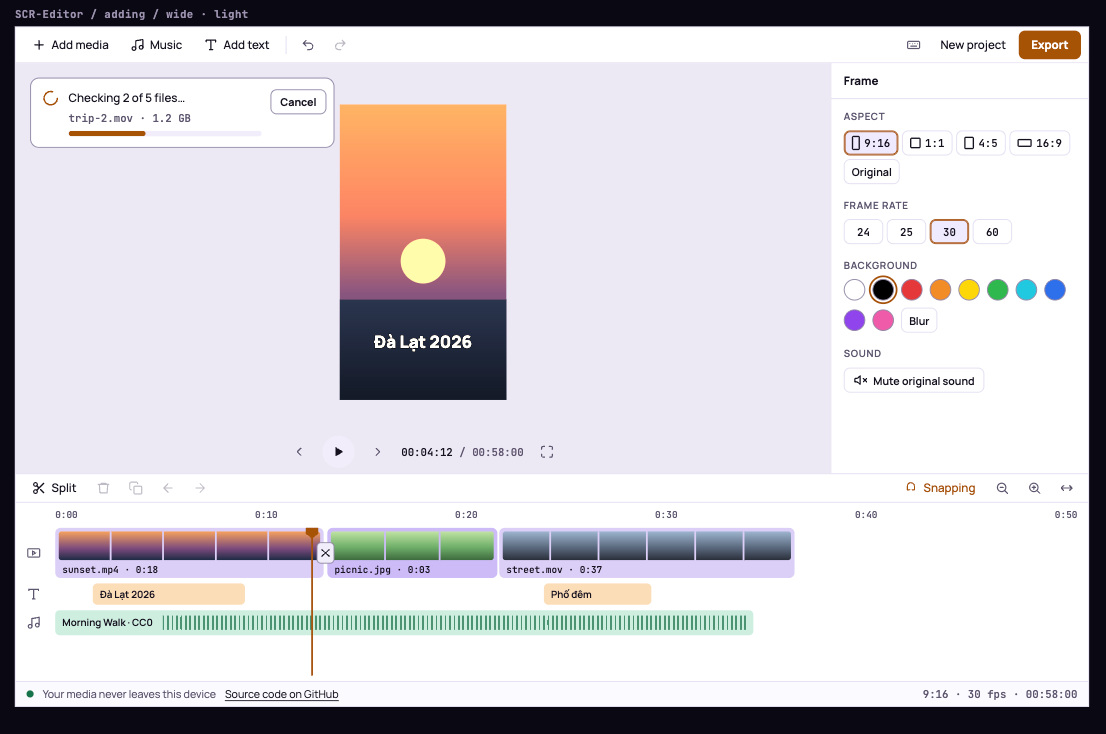 SCR-Editor / adding / wide · light
Add media
Music
Add text
New project
Export
Checking 2 of 5 files…
Cancel
trip-2.mov · 1.2 GB
Đà Lạt 2026
00:04:12 / 00:58:00
Frame
ASPECT
9:16
1:1
4:5
16:9
Original
FRAME RATE
24
25
30
60
BACKGROUND
Blur
SOUND
Mute original sound
Split
Snapping
0:00
0:10
0:20
0:30
0:40
0:50
sunset.mp4 · 0:18
picnic.jpg · 0:03
street.mov · 0:37
Đà Lạt 2026
Phố đêm
Morning Walk · CC0
Your media never leaves this device
Source code on GitHub
9:16 · 30 fps · 00:58:00